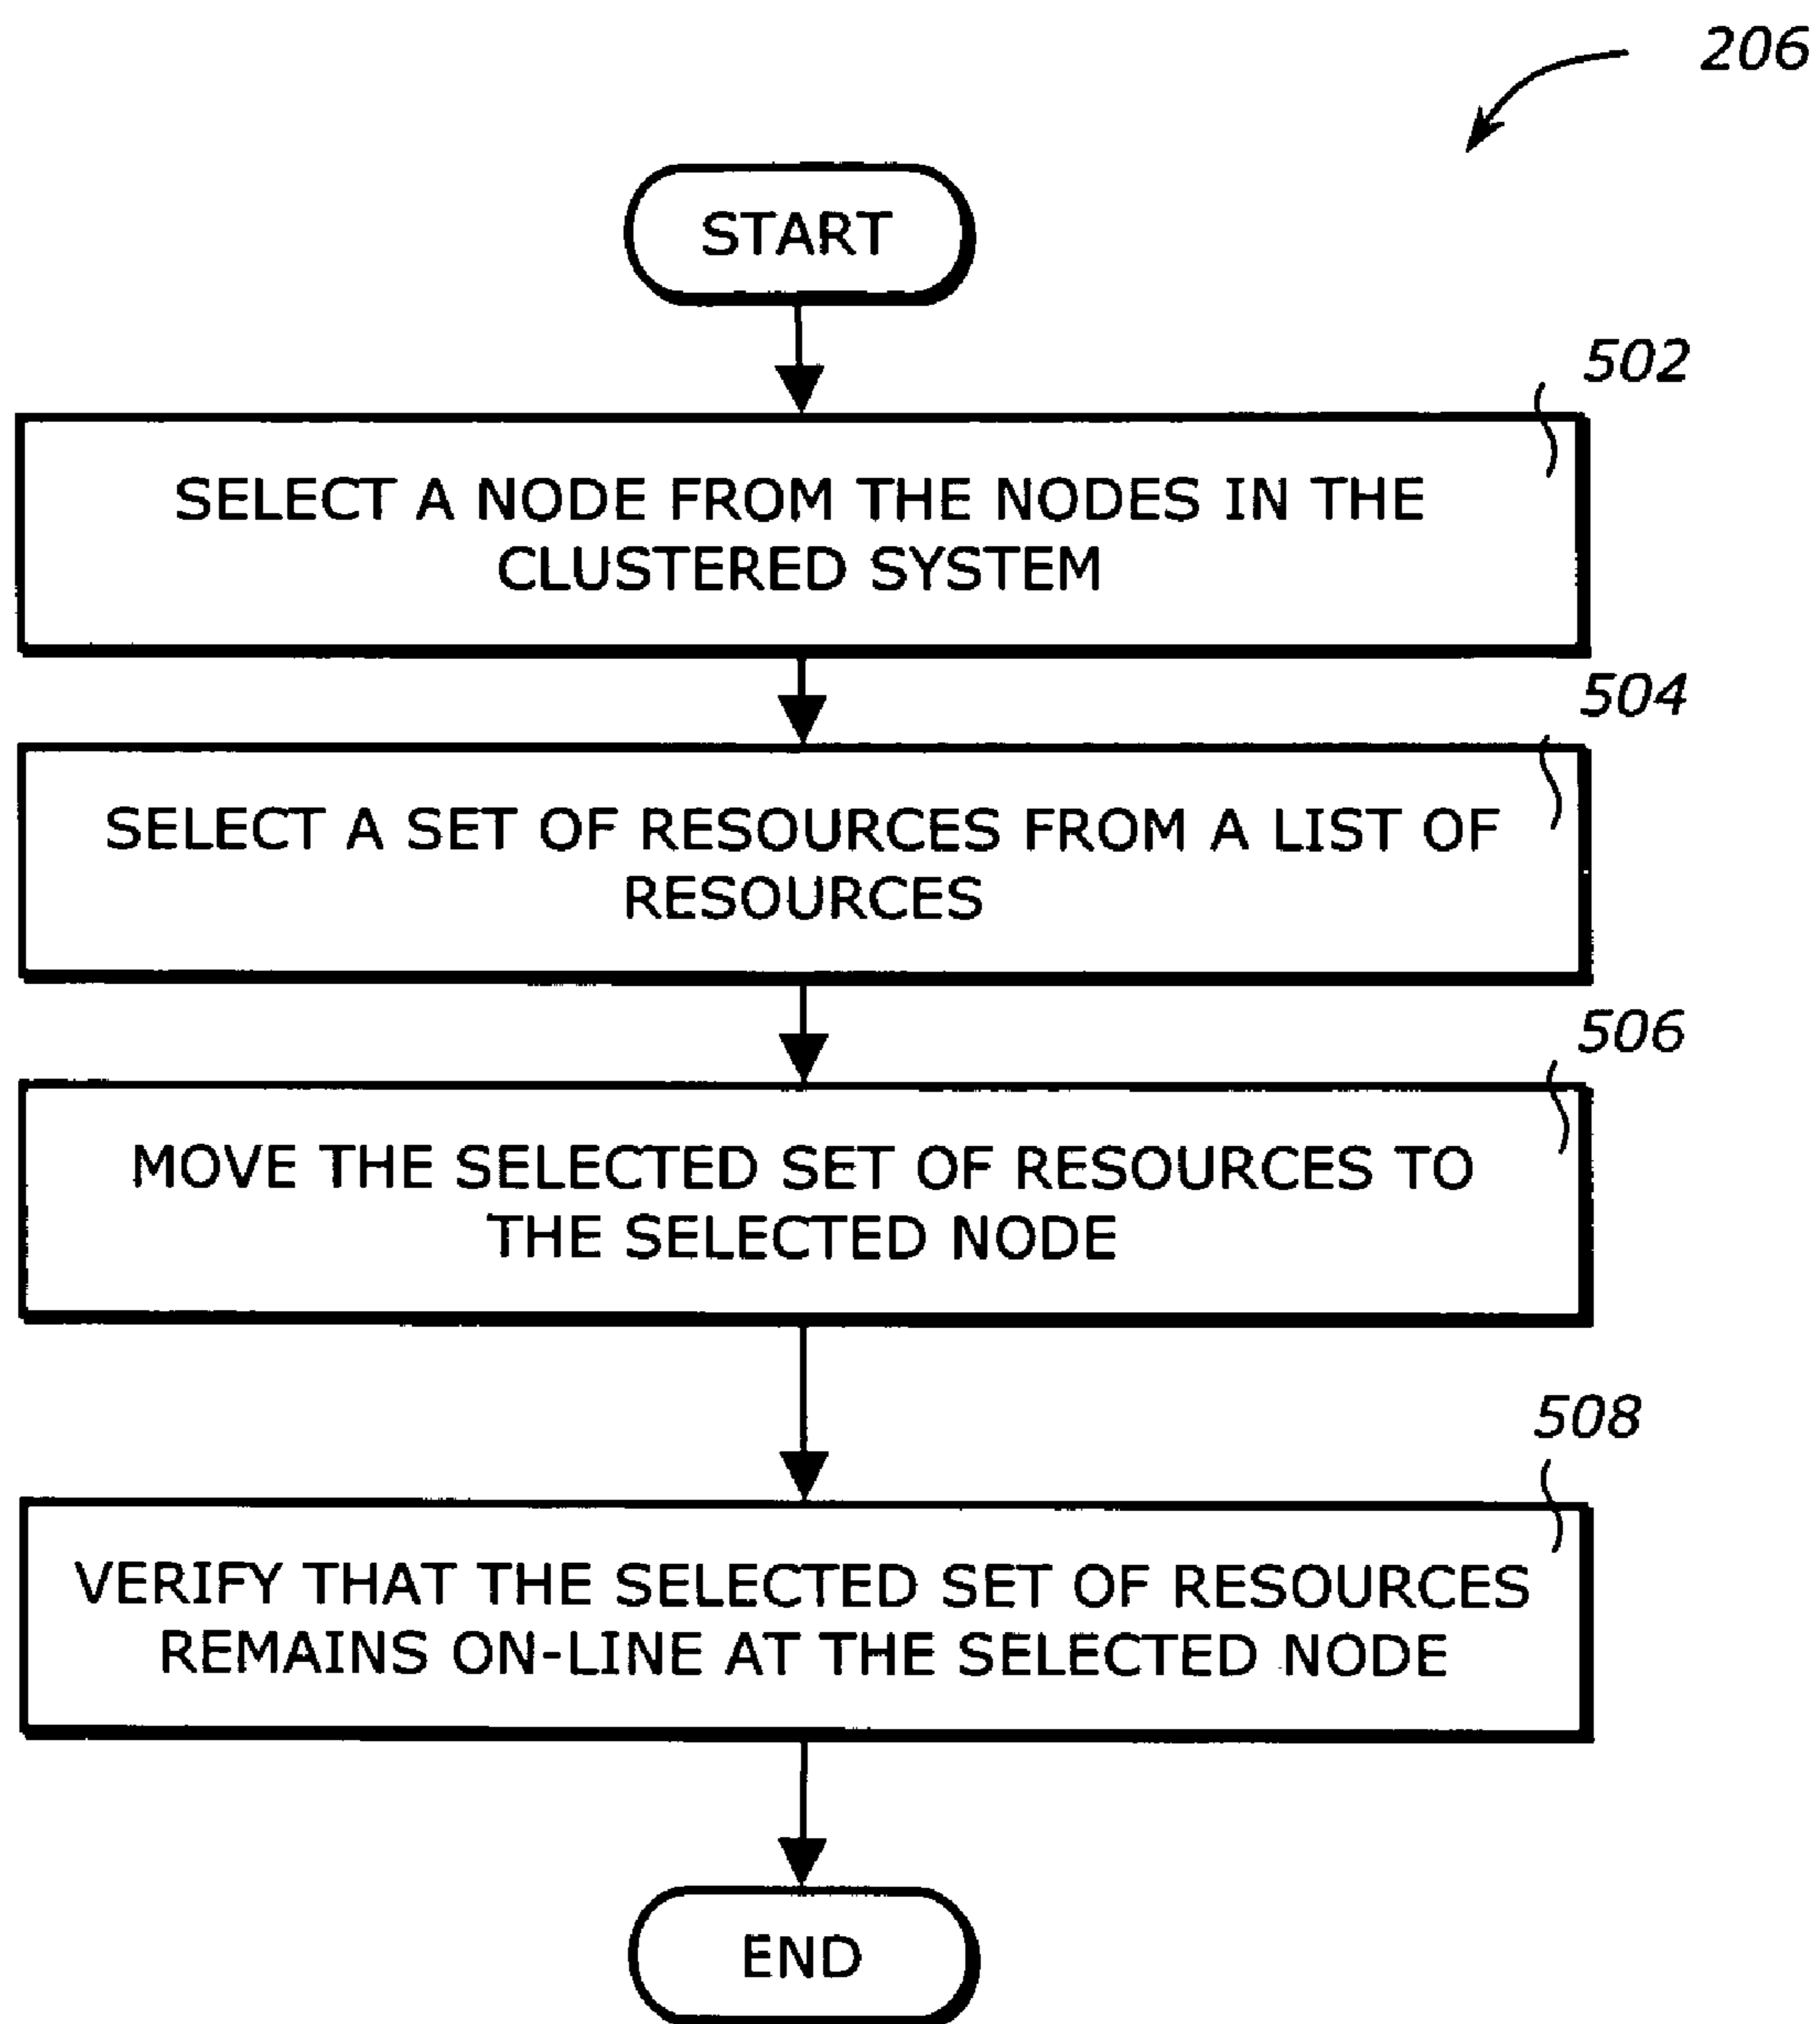 206
START
502
SELECT A NODE FROM THE NODES IN THE
CLUSTERED SYSTEM
504
SELECT A SET OF RESOURCES FROM A LIST OF
RESOURCES
506
MOVE THE SELECTED SET OF RESOURCES TO
THE SELECTED NODE
508
VERIFY THAT THE SELECTED SET OF RESOURCES
REMAINS ON-LINE AT THE SELECTED NODE
END